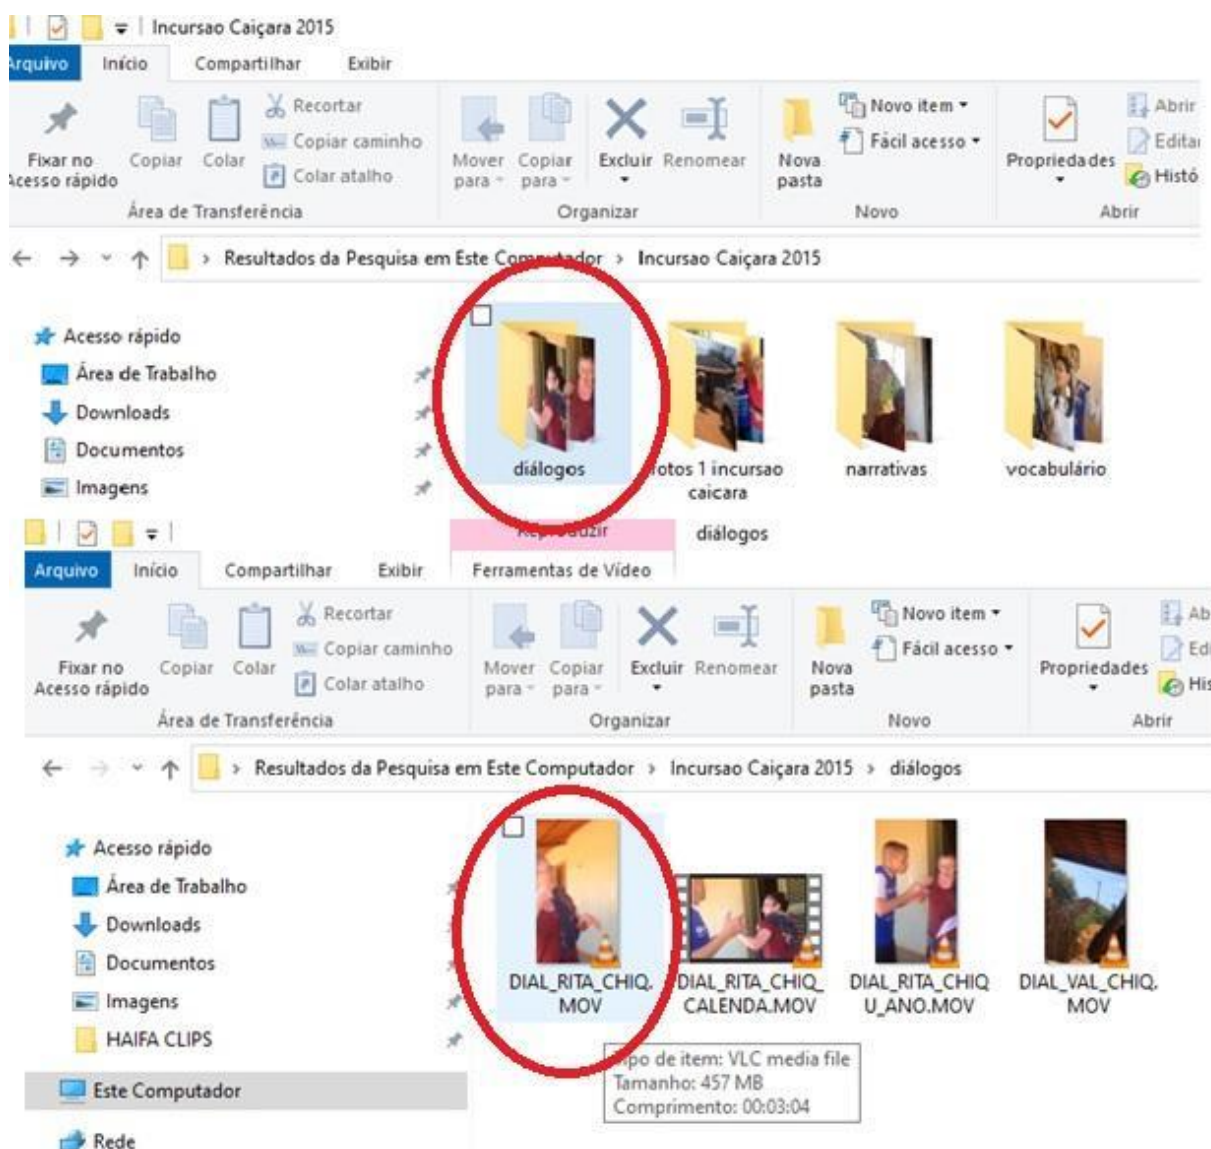 Incursao Caiçara 2015
Arquivo Início Compartilhar Exibir
Fixar no Acesso rápido
Copiar
Colar
Recortar
Copiar caminho
Colar atalho
Área de Transferência
Mover para
Copiar para
Excluir
Renomear
Organizar
Nova pasta
Novo item
Fácil acesso
Novo
Propriedades
Abrir
Edita
Histó
Abrir
Resultados da Pesquisa em Este Computador > Incursao Caiçara 2015
Acesso rápido
Área de Trabalho
Downloads
Documentos
Imagens
diálogos
fotos 1 incursao
caicara
narrativas
vocabulário
Reproduzir
diálogos
Arquivo Início Compartilhar Exibir Ferramentas de Vídeo
Fixar no Acesso rápido
Copiar
Colar
Recortar
Copiar caminho
Colar atalho
Área de Transferência
Mover para
Copiar para
Excluir
Renomear
Organizar
Nova pasta
Novo item
Fácil acesso
Novo
Propriedades
Ab
Edi
His
Abrir
Resultados da Pesquisa em Este Computador > Incursao Caiçara 2015 > diálogos
Acesso rápido
Área de Trabalho
Downloads
Documentos
Imagens
HAIFA CLIPS
Este Computador
Rede
DIAL_RITA_CHIQ.
MOV
DIAL_RITA_CHIQ_
CALENDA.MOV
DIAL_RITA_CHIQ
U_ANO.MOV
DIAL_VAL_CHIQ.
MOV
Tipo de item: VLC media file
Tamanho: 457 MB
Comprimento: 00:03:04